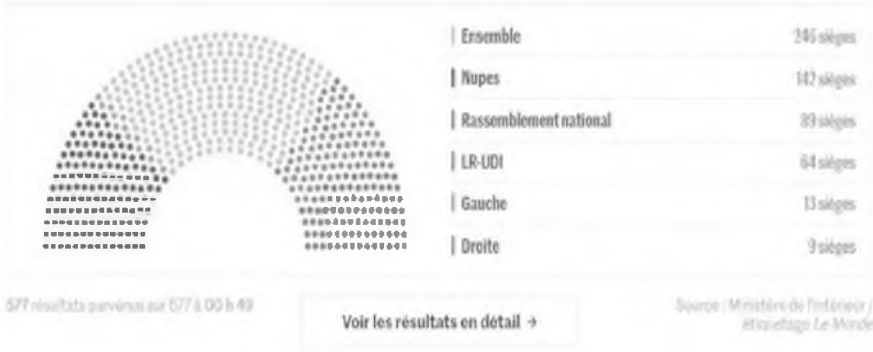 Ensemble 246 sièges
Nupes 142 sièges
Rassemblement national 89 sièges
LR-UDI 64 sièges
Gauche 13 sièges
Droite 9 sièges
577 résultats parvenus sur 577 à 00 h 49
Voir les résultats en détail →
Source : Ministère de l'Intérieur /
étiquetage Le Monde